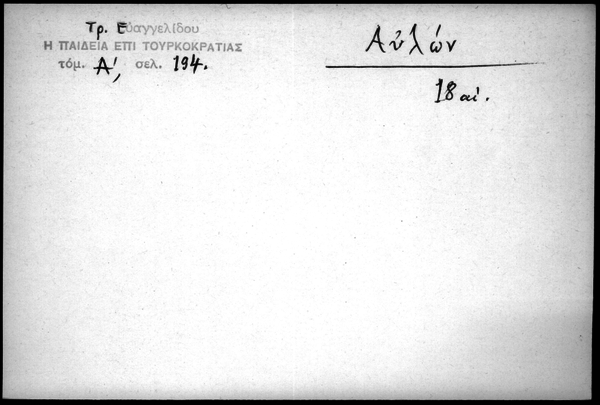 Τρ. Εὐαγγελίδου
Η ΠΑΙΔΕΙΑ ΕΠΙ ΤΟΥΡΚΟΚΡΑΤΙΑΣ
τόμ. Α', σελ. 194.
Αὐλών
18 αἰ.